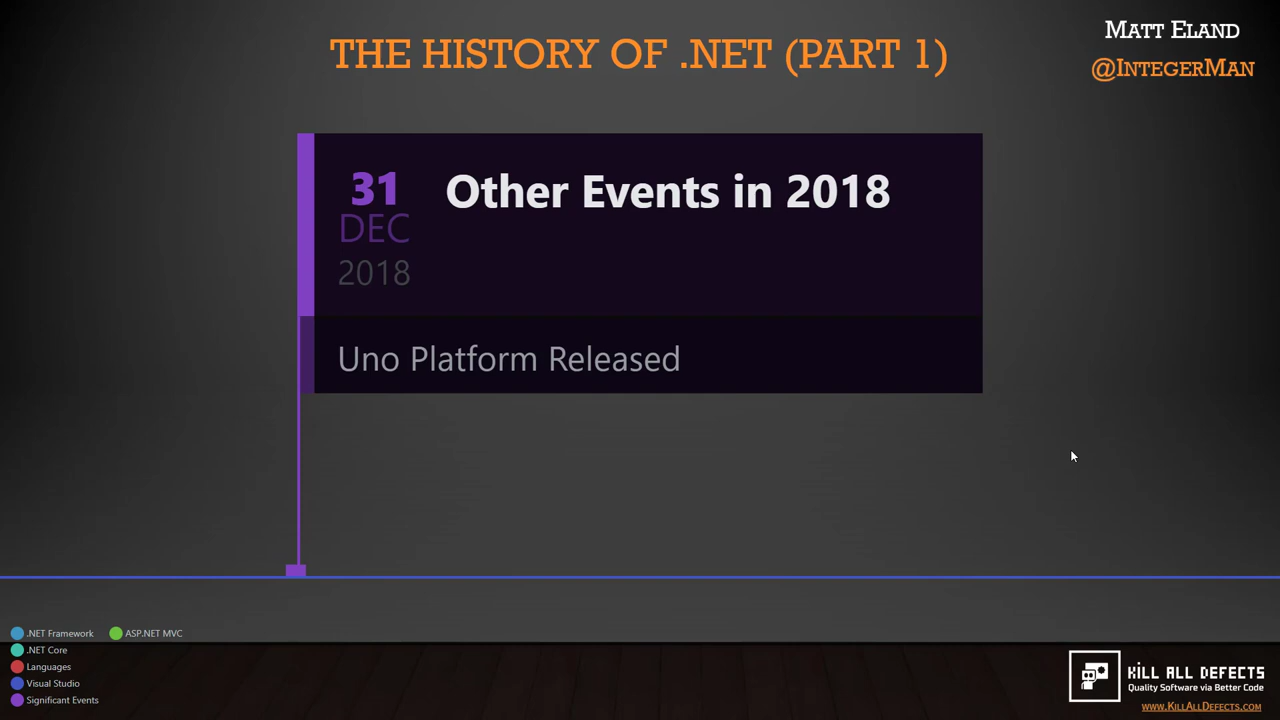 THE HISTORY OF .NET (PART 1)
MATT ELAND
@INTEGERMAN
31
DEC
2018
Other Events in 2018
Uno Platform Released
.NET Framework
ASP.NET MVC
.NET Core
Languages
Visual Studio
Significant Events
KILL ALL DEFECTS
Quality Software via Better Code
WWW.KILLALLDEFECTS.COM